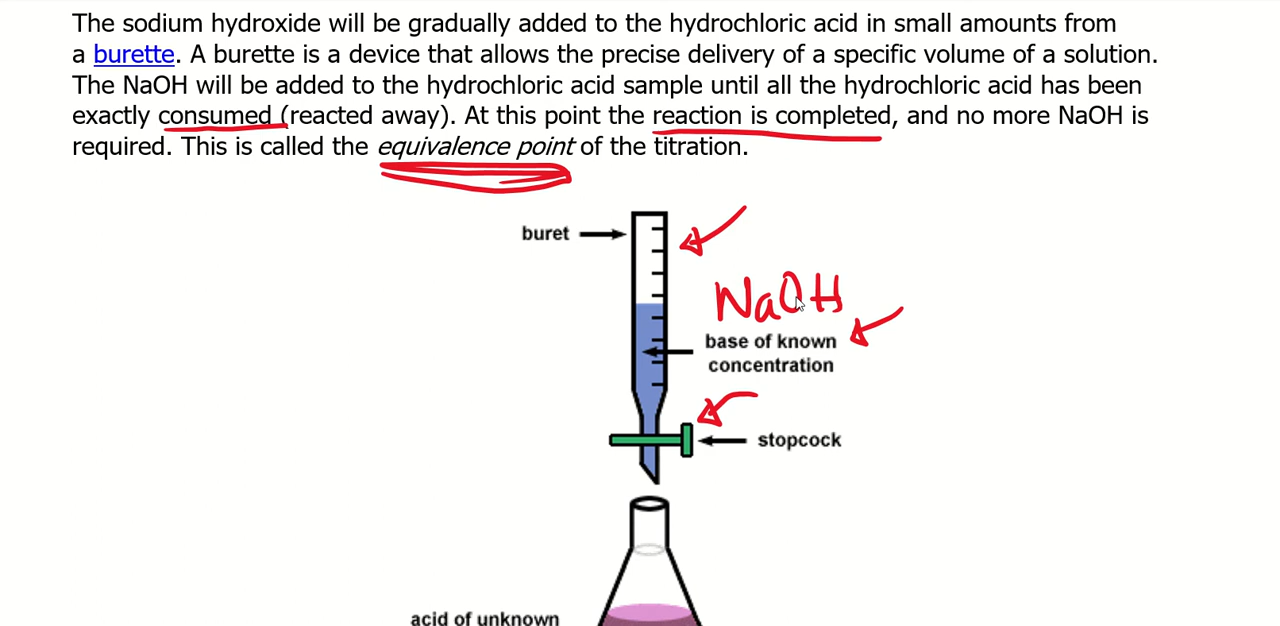 The sodium hydroxide will be gradually added to the hydrochloric acid in small amounts from
a burette. A burette is a device that allows the precise delivery of a specific volume of a solution.
The NaOH will be added to the hydrochloric acid sample until all the hydrochloric acid has been
exactly consumed (reacted away). At this point the reaction is completed, and no more NaOH is
required. This is called the equivalence point of the titration.
buret
NaOH
base of known
concentration
stopcock
acid of unknown